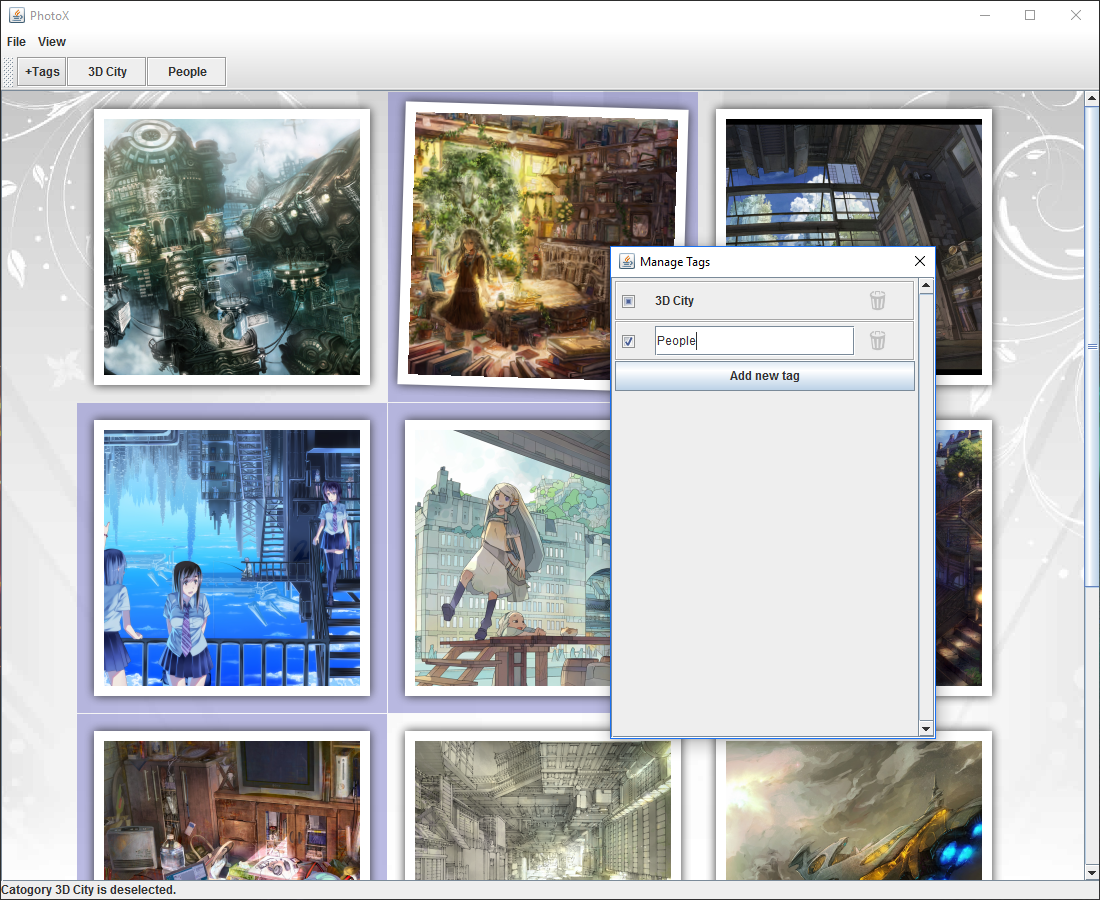 PhotoX
File View
+Tags 3D City People
Manage Tags
3D City
People
Add new tag
Catogory 3D City is deselected.